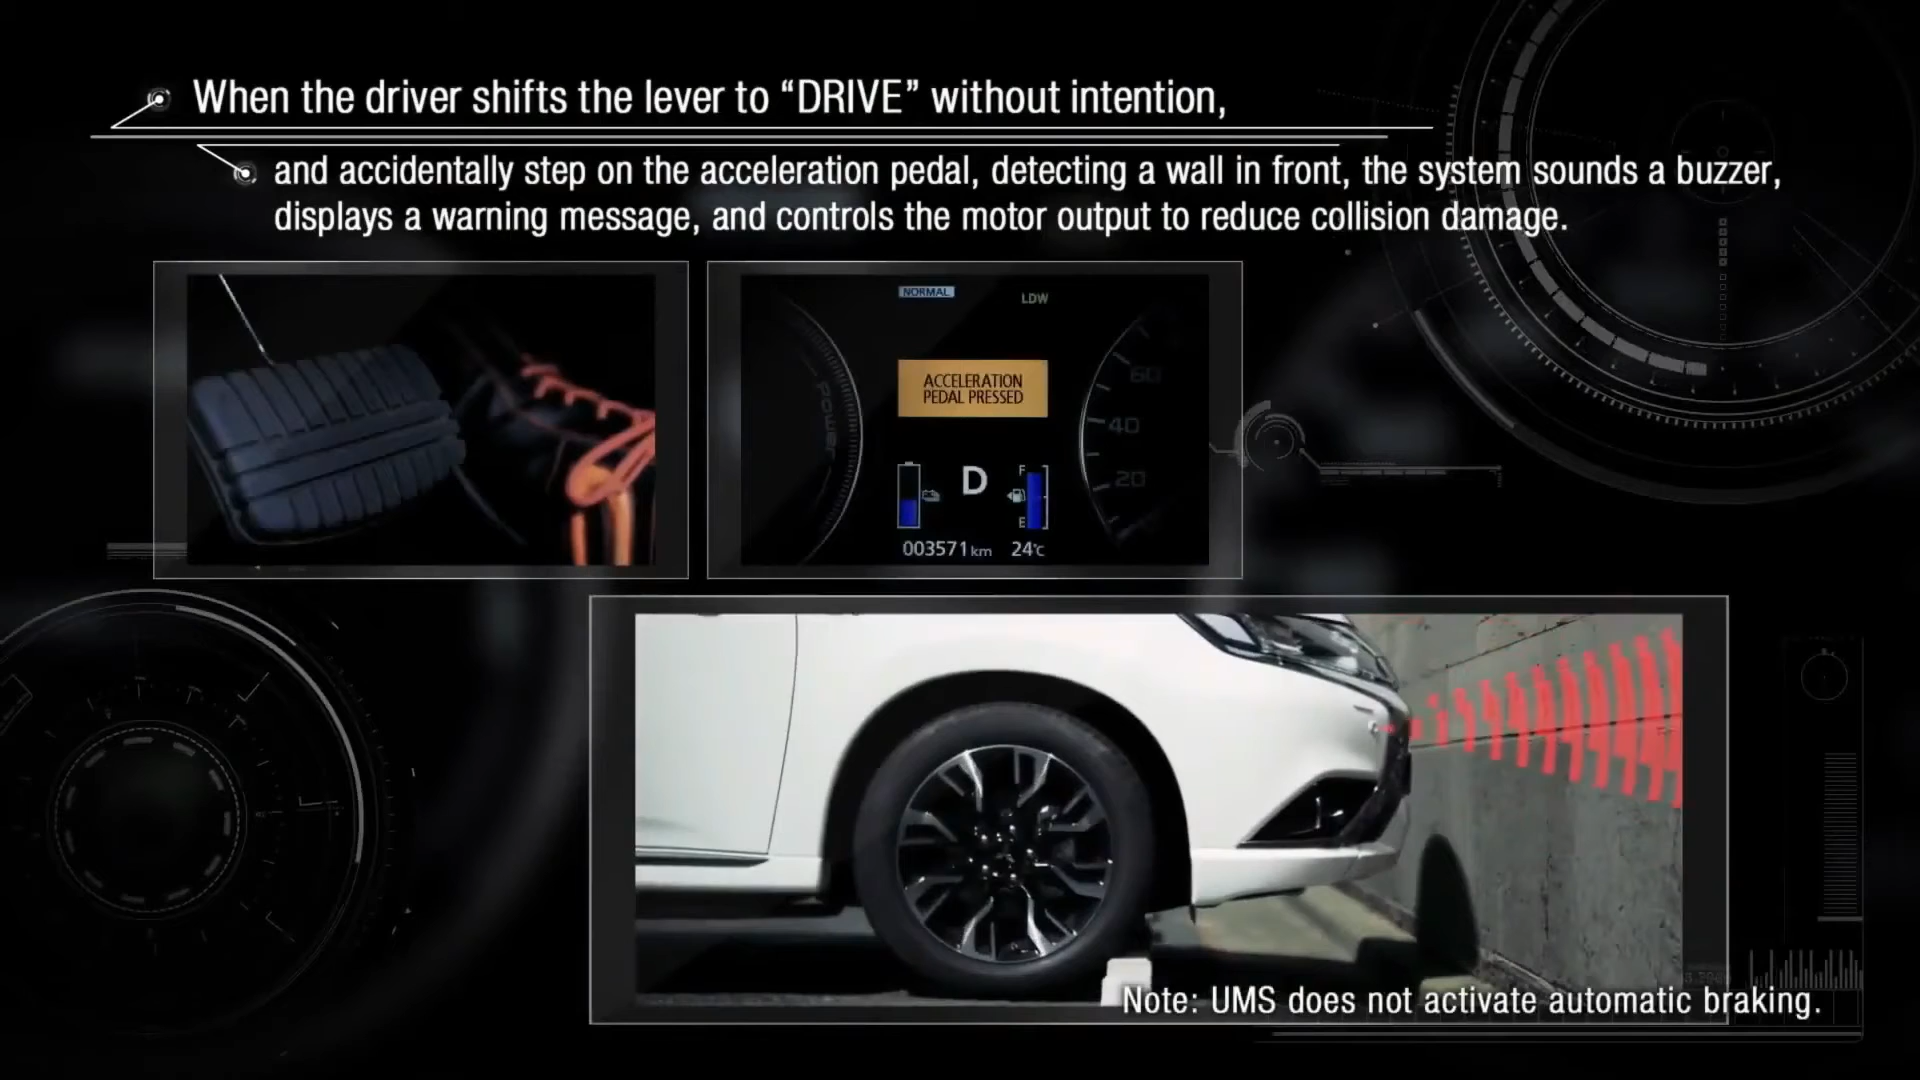 When the driver shifts the lever to “DRIVE” without intention,
and accidentally step on the acceleration pedal, detecting a wall in front, the system sounds a buzzer,
displays a warning message, and controls the motor output to reduce collision damage.
NORMAL
LDW
ACCELERATION
PEDAL PRESSED
Power
60
40
20
D
F
E
003571 km 24°C
Note: UMS does not activate automatic braking.